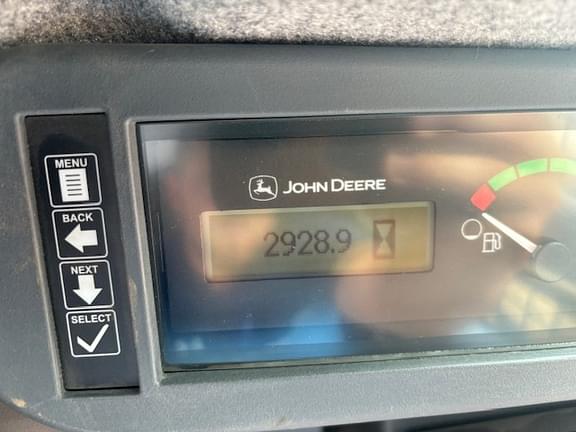 MENU
BACK
NEXT
SELECT
JOHN DEERE
2928.9